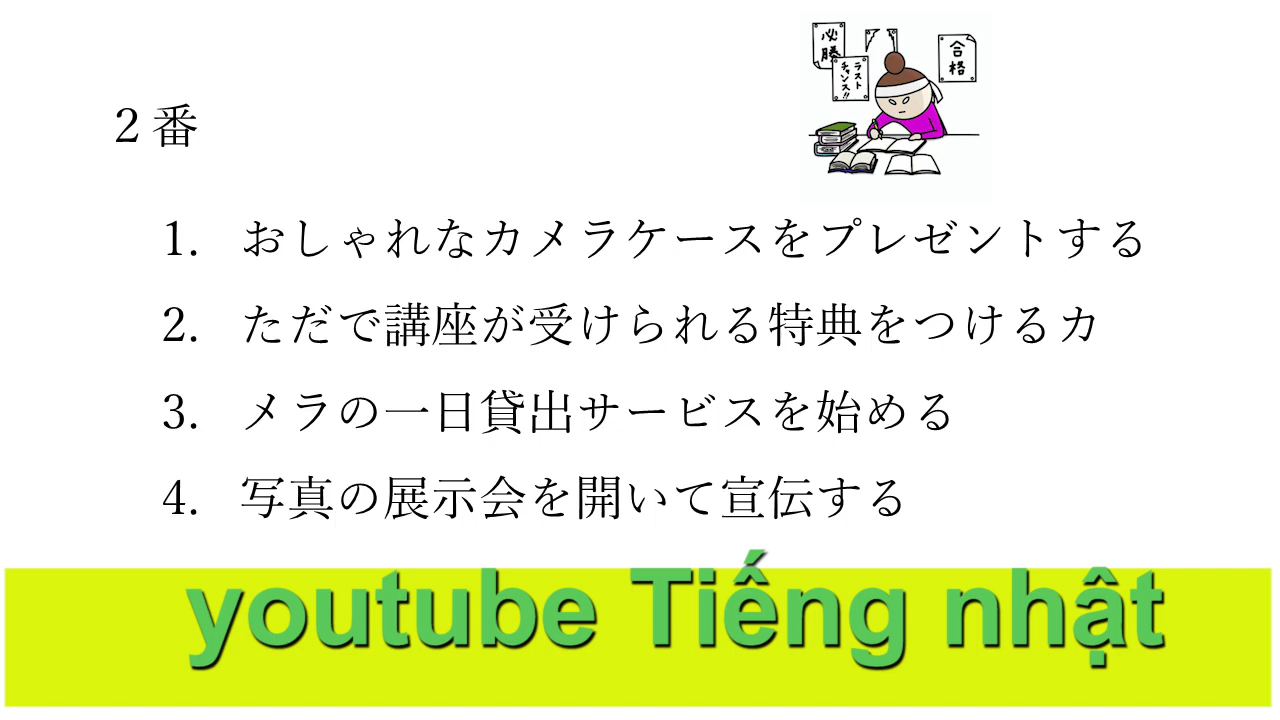 必勝
ラスト
チャンス!!
合格
2番
1. おしゃれなカメラケースをプレゼントする
2. ただで講座が受けられる特典をつけるカ
3. メラの一日貸出サービスを始める
4. 写真の展示会を開いて宣伝する
youtube Tiếng nhật